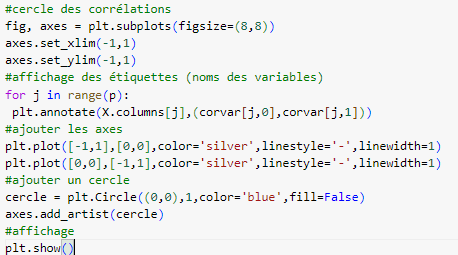 #cercle des corrélations
fig, axes = plt.subplots(figsize=(8,8))
axes.set_xlim(-1,1)
axes.set_ylim(-1,1)
#affichage des étiquettes (noms des variables)
for j in range(p):
 plt.annotate(X.columns[j],(corvar[j,0],corvar[j,1]))
#ajouter les axes
plt.plot([-1,1],[0,0],color='silver',linestyle='-',linewidth=1)
plt.plot([0,0],[-1,1],color='silver',linestyle='-',linewidth=1)
#ajouter un cercle
cercle = plt.Circle((0,0),1,color='blue',fill=False)
axes.add_artist(cercle)
#affichage
plt.show()